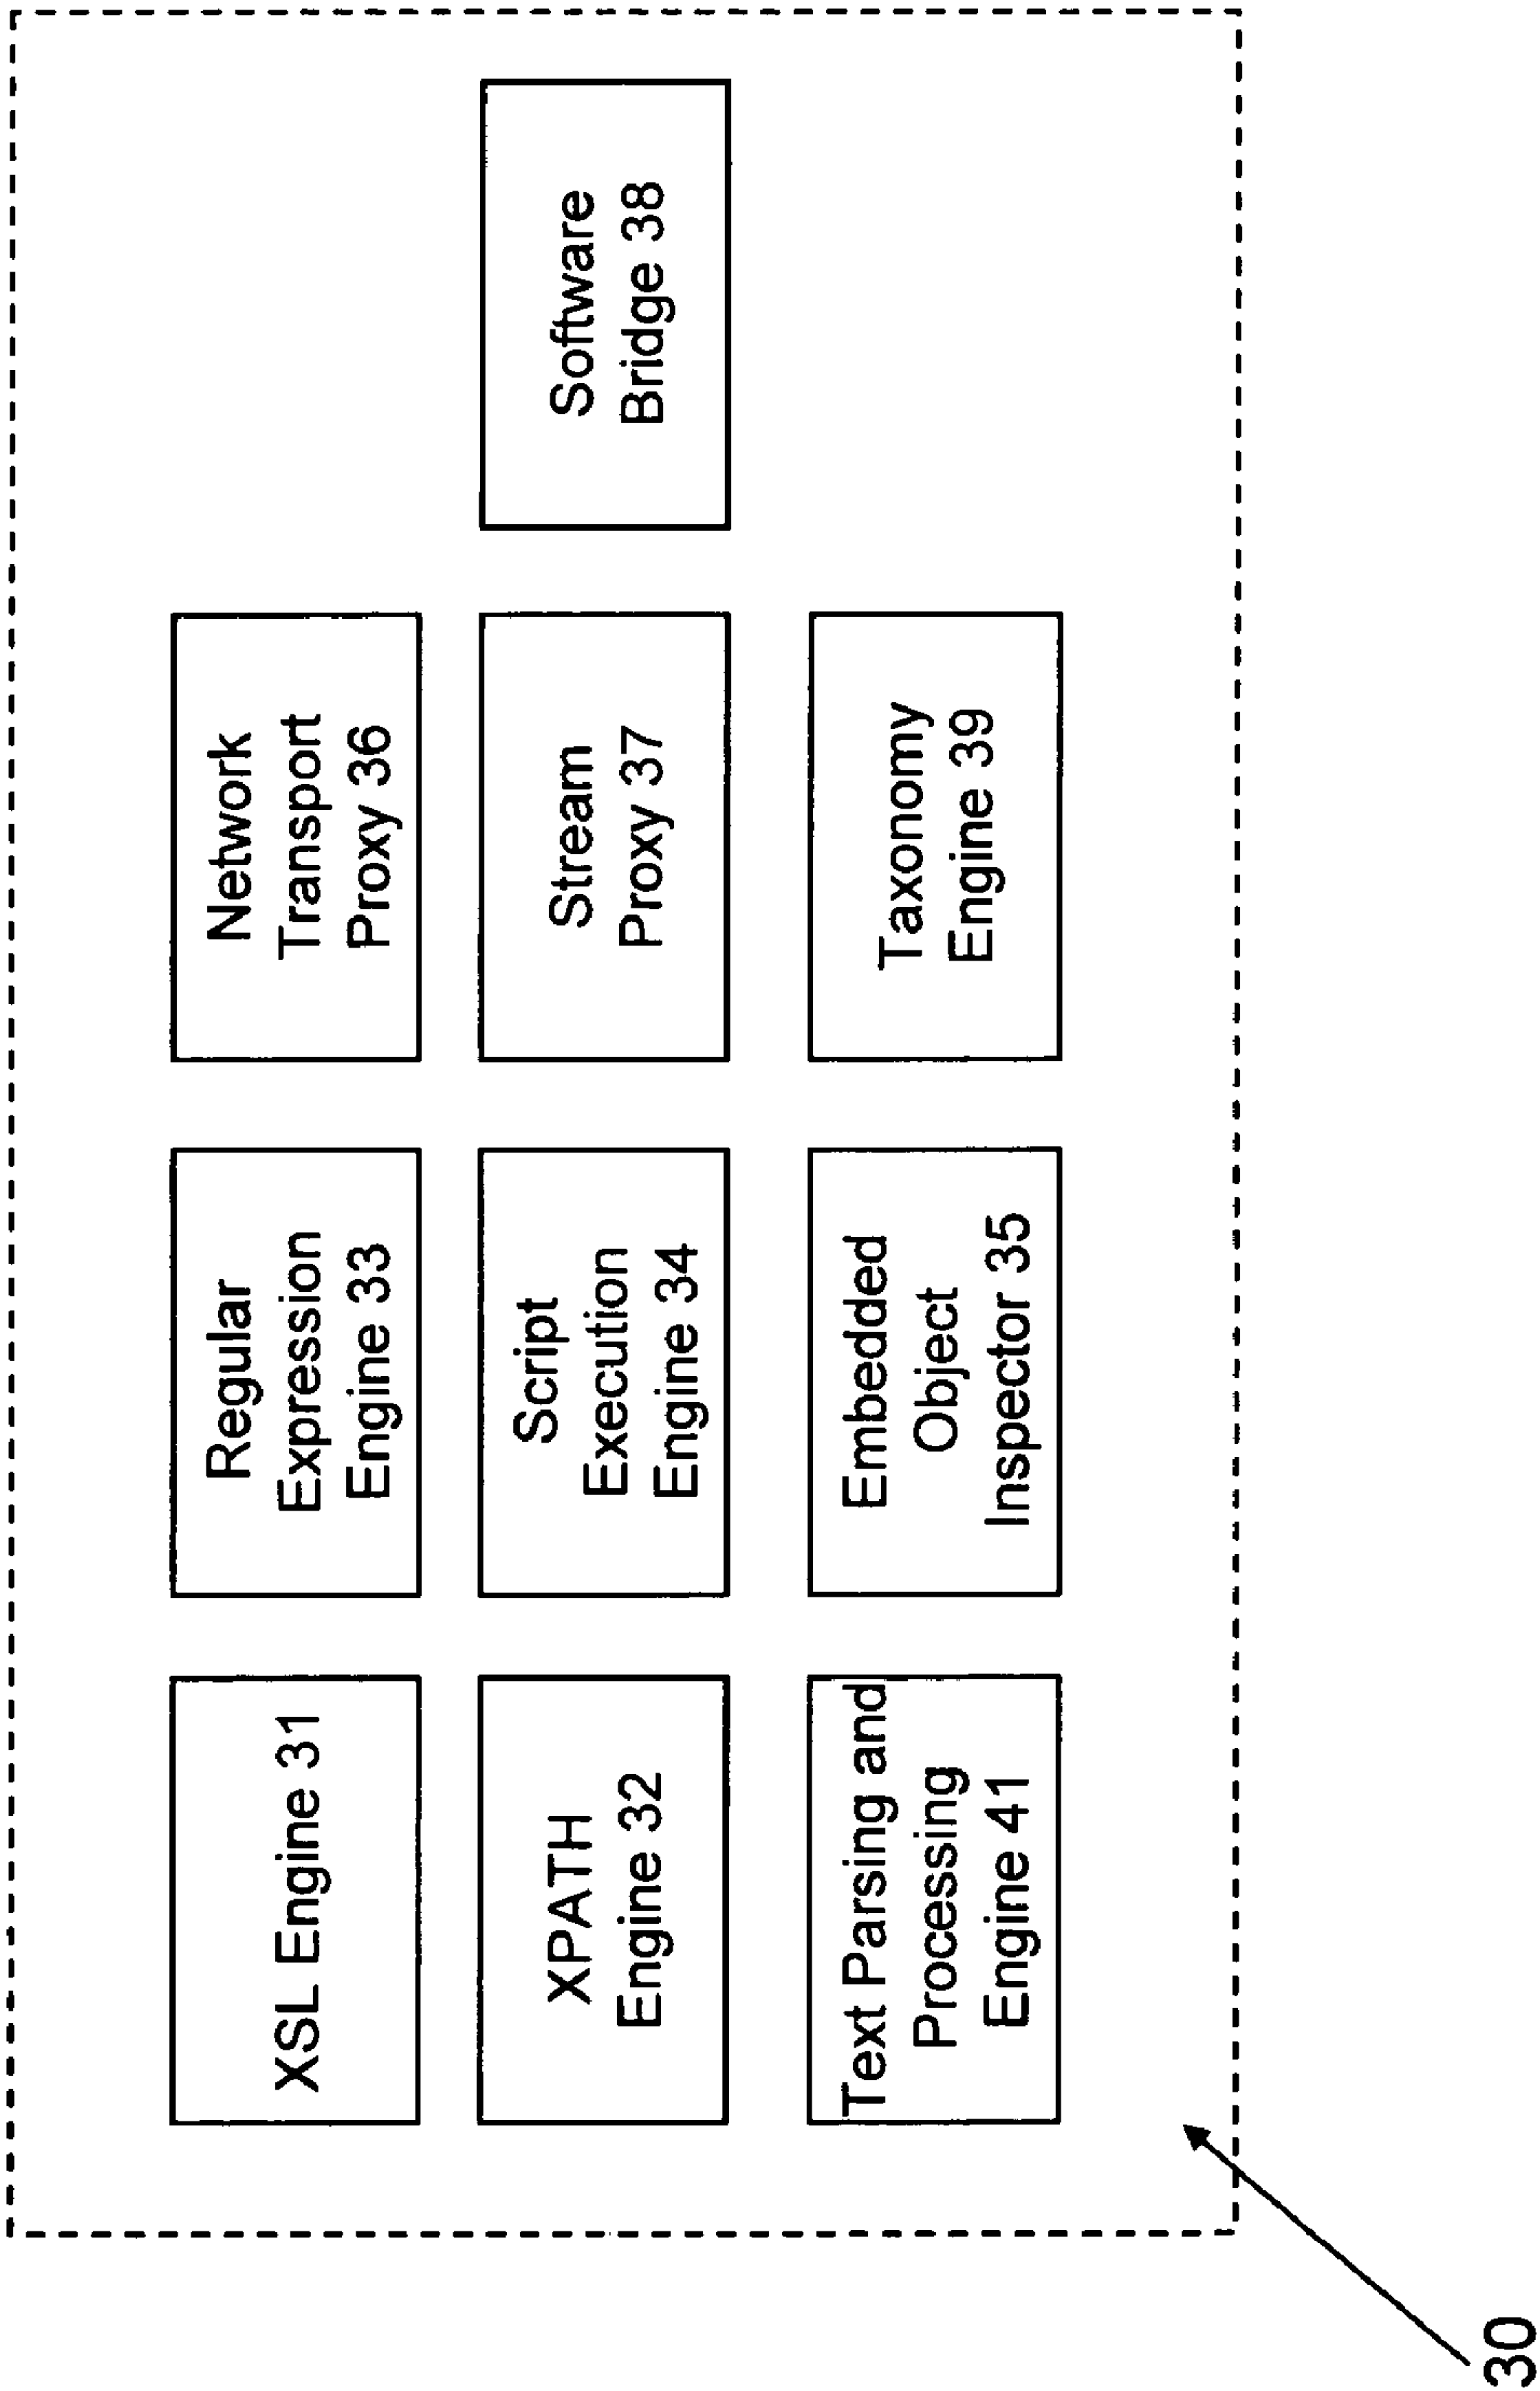 XSL Engine 31
Regular
Expression
Engine 33
Network
Transport
Proxy 36
XPATH
Engine 32
Script
Execution
Engine 34
Stream
Proxy 37
Software
Bridge 38
Text Parsing and
Processing
Engine 41
Embedded
Object
Inspector 35
Taxonomy
Engine 39
30